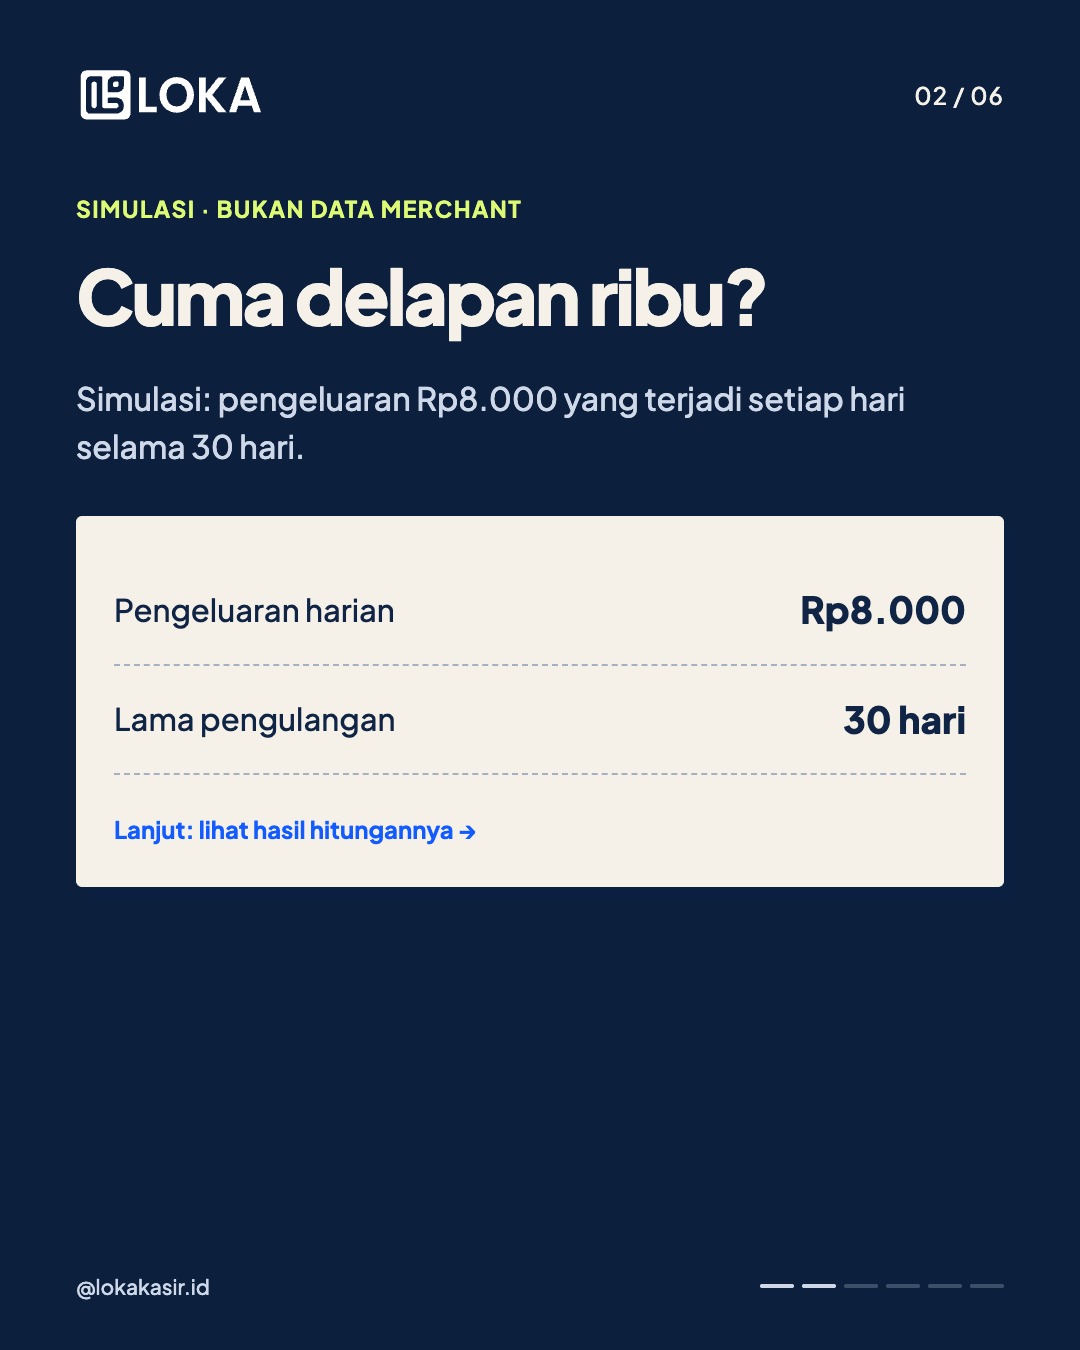 LOKA
02 / 06
SIMULASI · BUKAN DATA MERCHANT
Cuma delapan ribu?
Simulasi: pengeluaran Rp8.000 yang terjadi setiap hari
selama 30 hari.
Pengeluaran harian Rp8.000
Lama pengulangan 30 hari
Lanjut: lihat hasil hitungannya →
@lokakasir.id